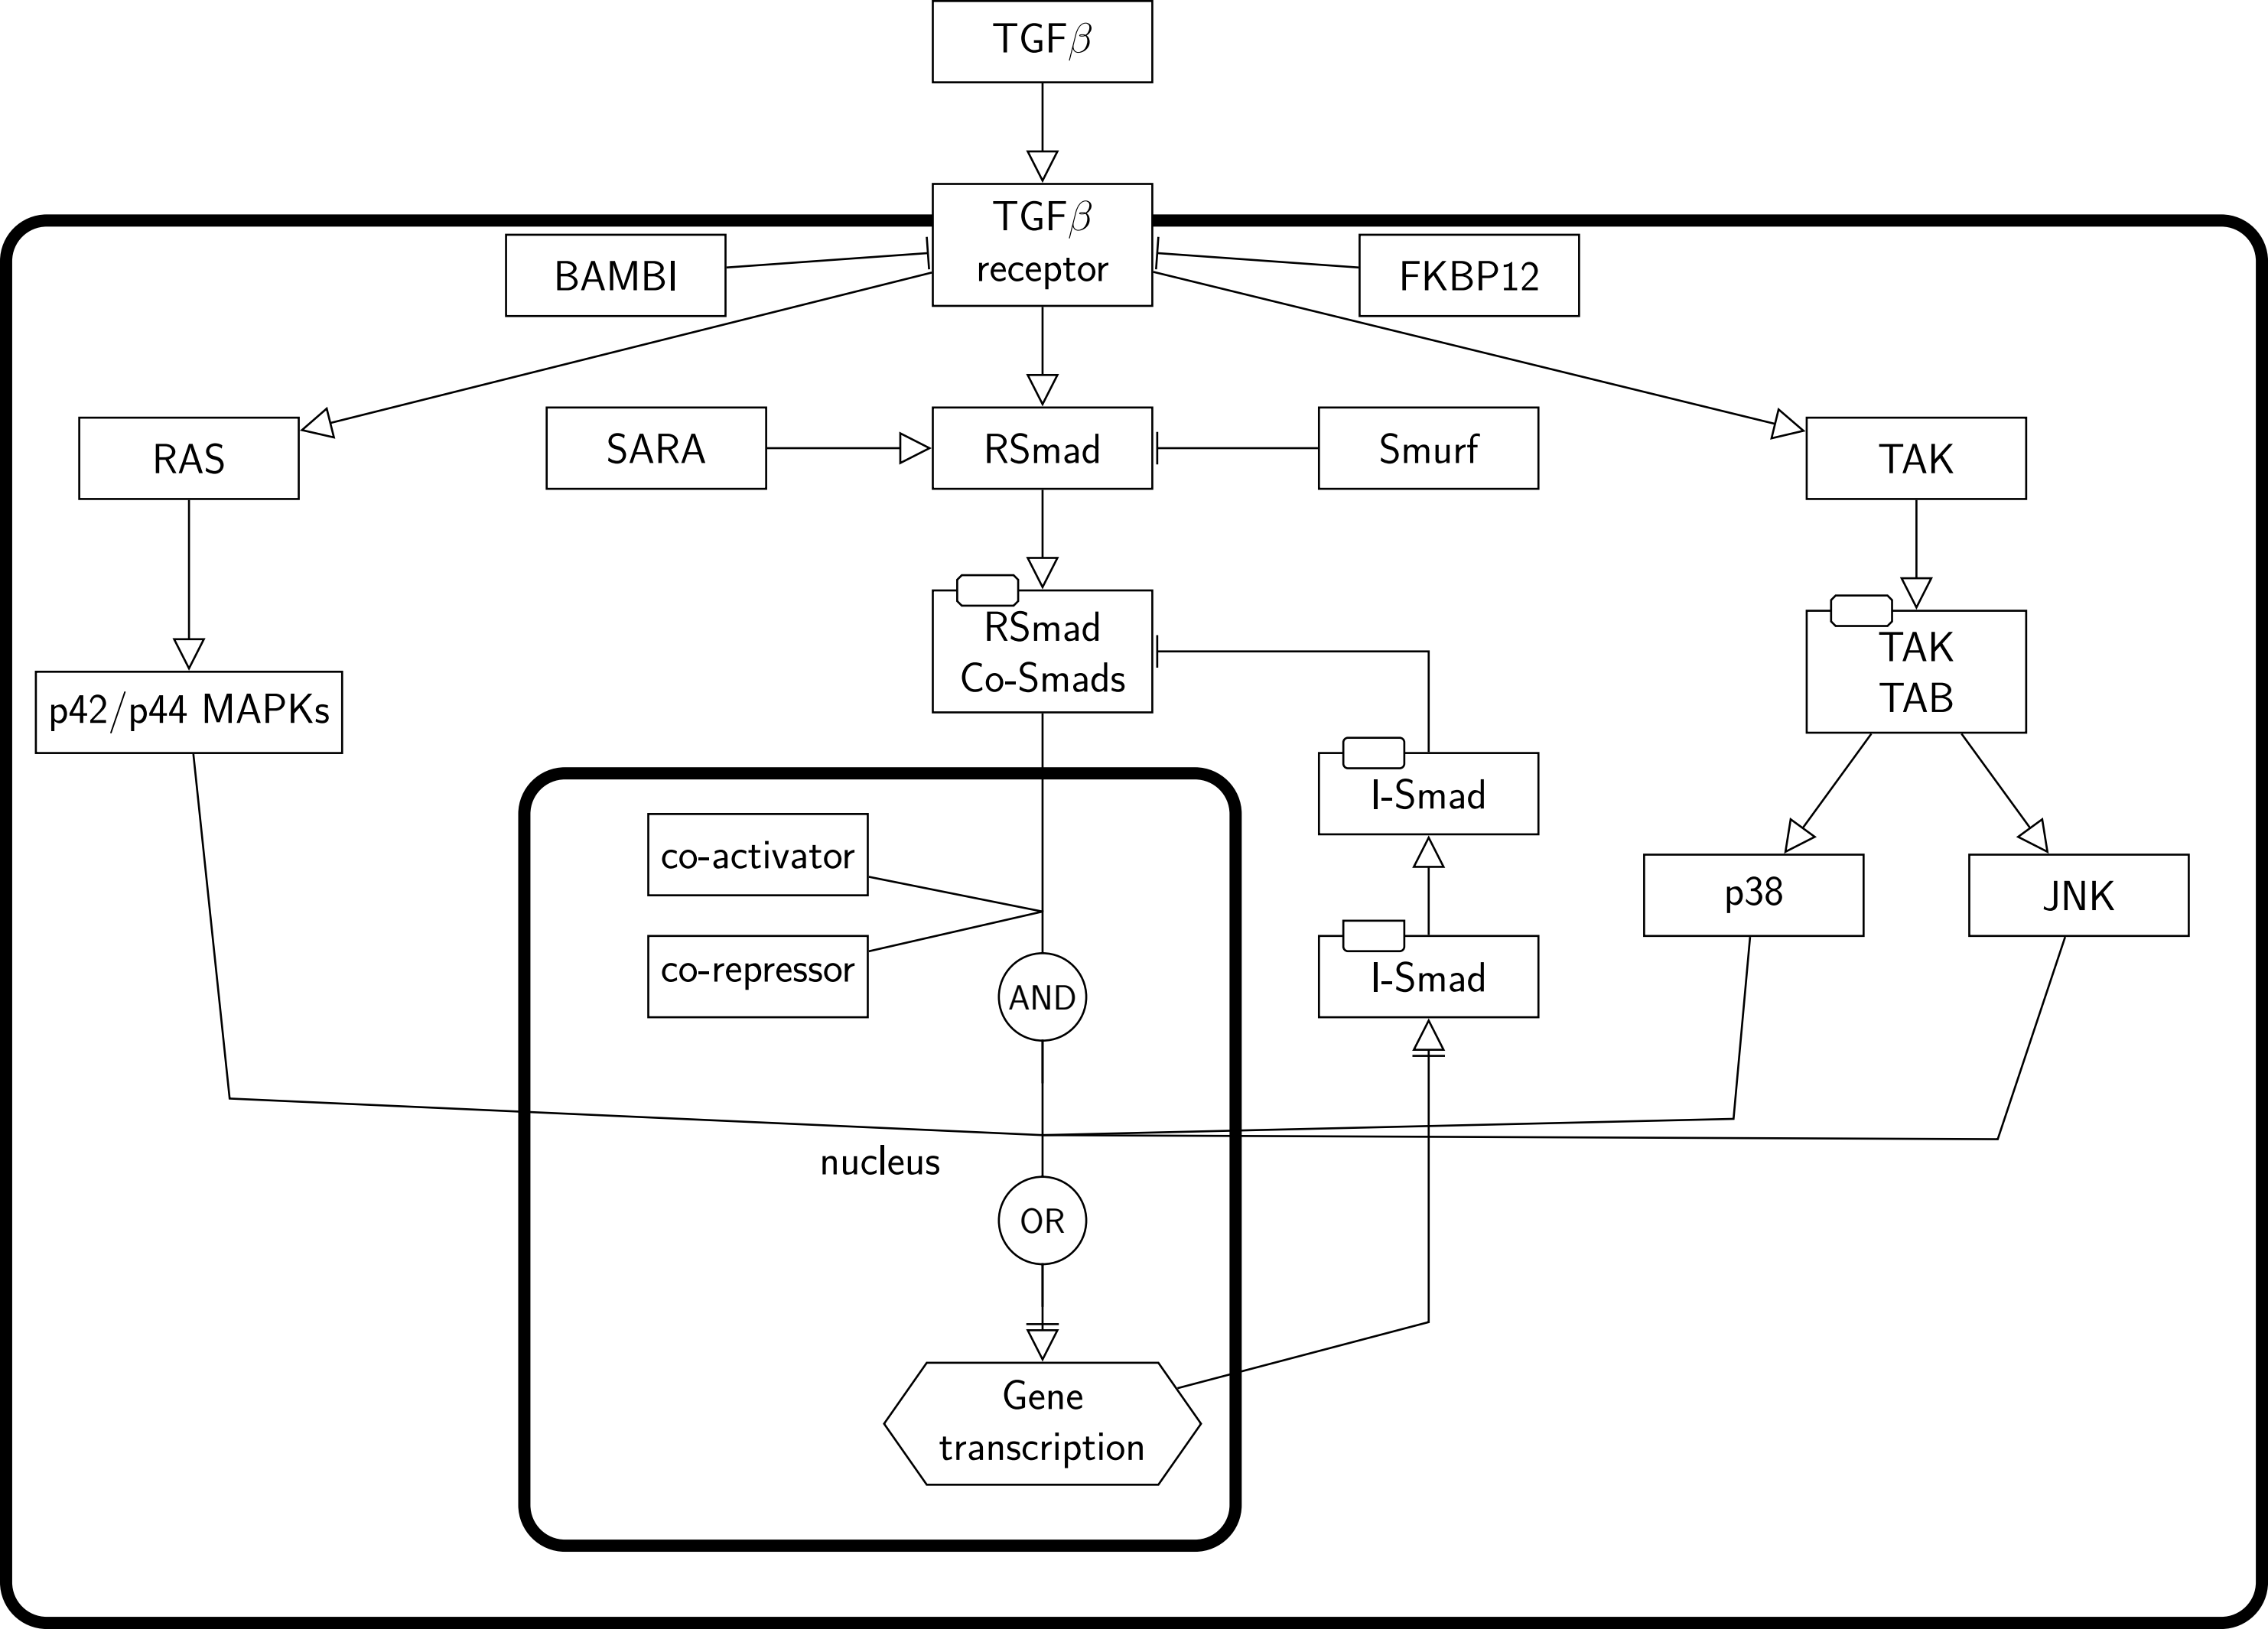 TGFβ
TGFβ
receptor
BAMBI
FKBP12
RAS
SARA
RSmad
Smurf
TAK
RSmad
Co-Smads
TAK
TAB
p42/p44 MAPKs
I-Smad
co-activator
p38
JNK
co-repressor
I-Smad
AND
nucleus
OR
Gene
transcription